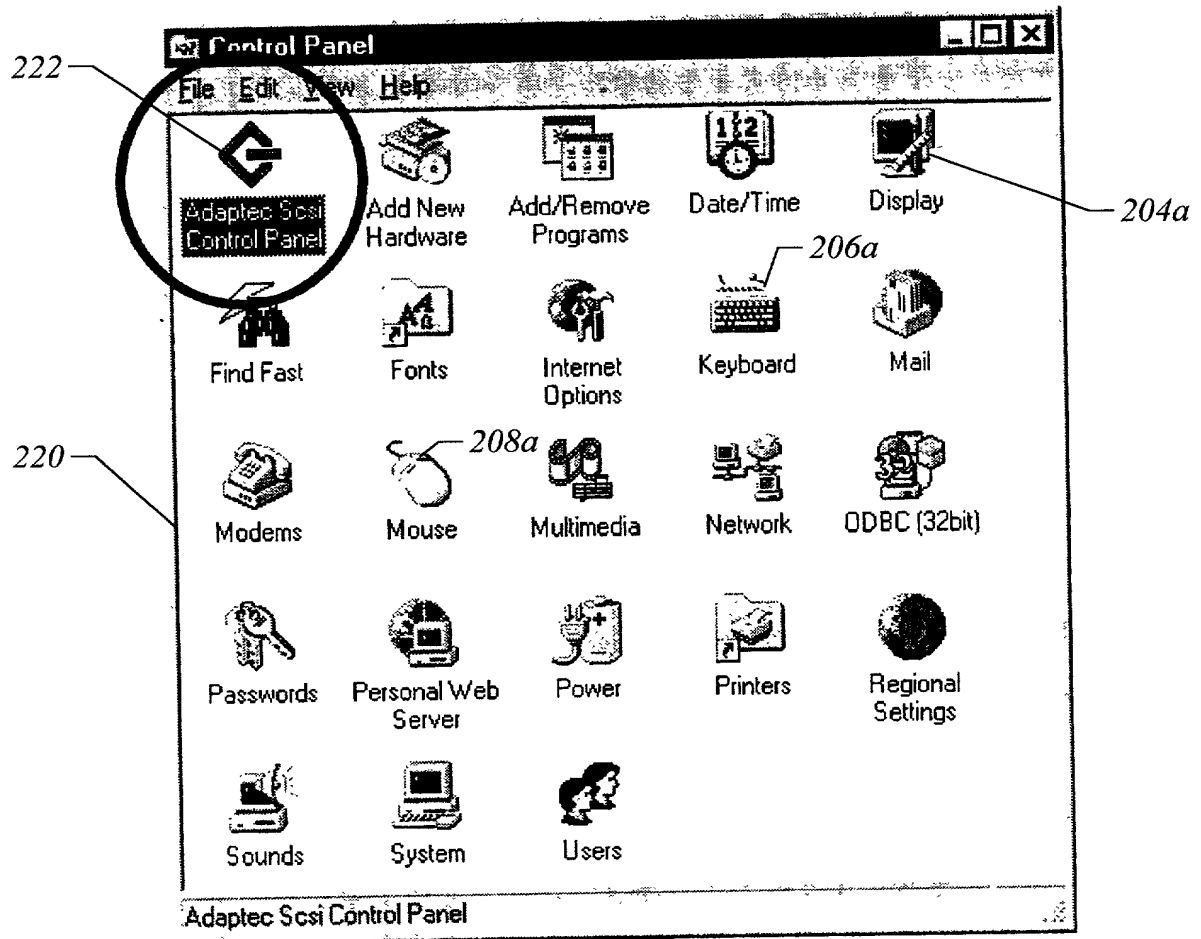 Control Panel
222
File Edit View Help
Adaptec Scsi
Control Panel
Add New
Hardware
Add/Remove
Programs
Date/Time
Display
204a
206a
Find Fast
Fonts
Internet
Options
Keyboard
Mail
220
208a
Modems
Mouse
Multimedia
Network
ODBC (32bit)
Passwords
Personal Web
Server
Power
Printers
Regional
Settings
Sounds
System
Users
Adaptec Scsi Control Panel